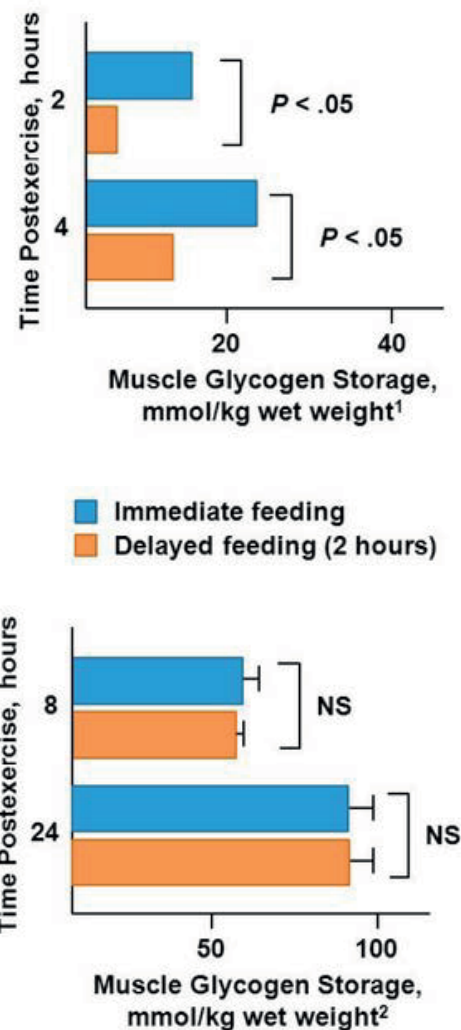 Time Postexercise, hours
2
P < .05
4
P < .05
20
40
Muscle Glycogen Storage,
mmol/kg wet weight¹
Immediate feeding
Delayed feeding (2 hours)
Time Postexercise, hours
8
NS
24
NS
50
100
Muscle Glycogen Storage,
mmol/kg wet weight²